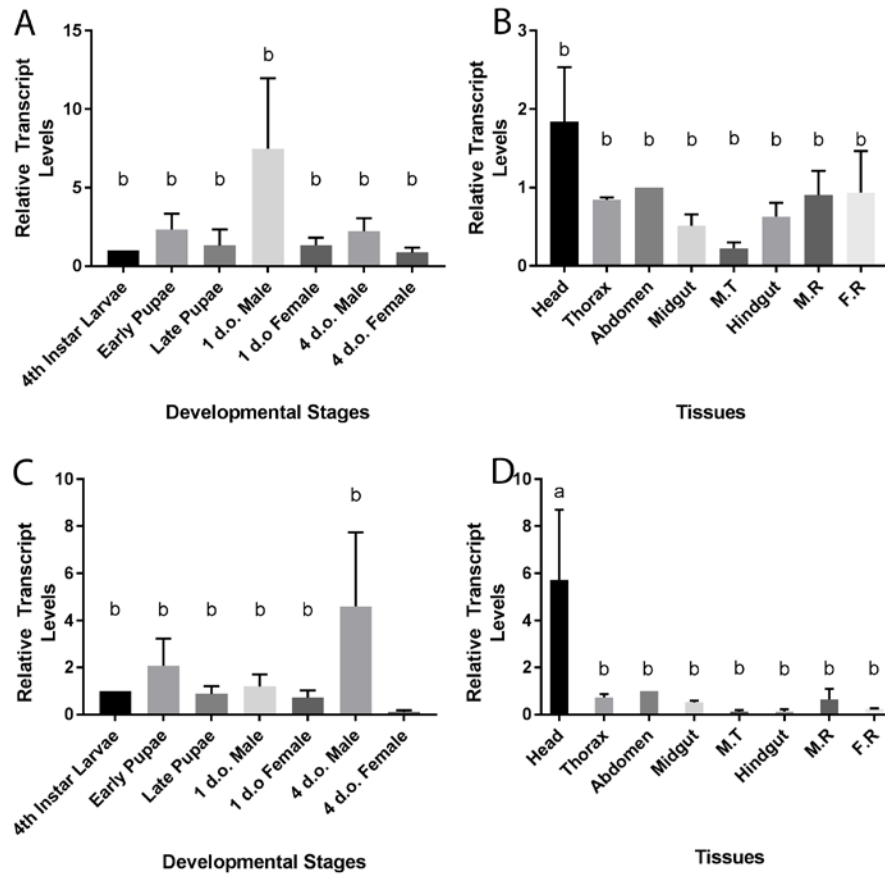 A
Relative Transcript
Levels
15
10
5
0
b b b b b b b
4th Instar Larvae
Early Pupae
Late Pupae
1 d.o. Male
1 d.o Female
4 d.o. Male
4 d.o. Female
Developmental Stages
B
Relative Transcript
Levels
3
2
1
0
b b b b b b b b
Head
Thorax
Abdomen
Midgut
M.T
Hindgut
M.R
F.R
Tissues
C
Relative Transcript
Levels
10
8
6
4
2
0
b b b b b b
4th Instar Larvae
Early Pupae
Late Pupae
1 d.o. Male
1 d.o Female
4 d.o. Male
4 d.o. Female
Developmental Stages
D
Relative Transcript
Levels
10
8
6
4
2
0
a b b b b b b b
Head
Thorax
Abdomen
Midgut
M.T
Hindgut
M.R
F.R
Tissues